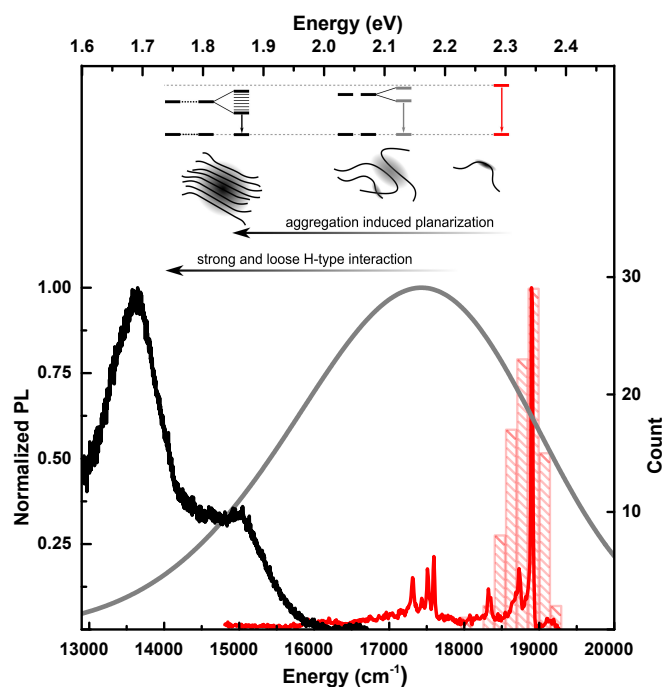 Energy (eV)
1.6 1.7 1.8 1.9 2.0 2.1 2.2 2.3 2.4
aggregation induced planarization
strong and loose H-type interaction
1.00
0.75
0.50
0.25
Normalized PL
30
20
10
Count
13000 14000 15000 16000 17000 18000 19000 20000
Energy (cm⁻¹)